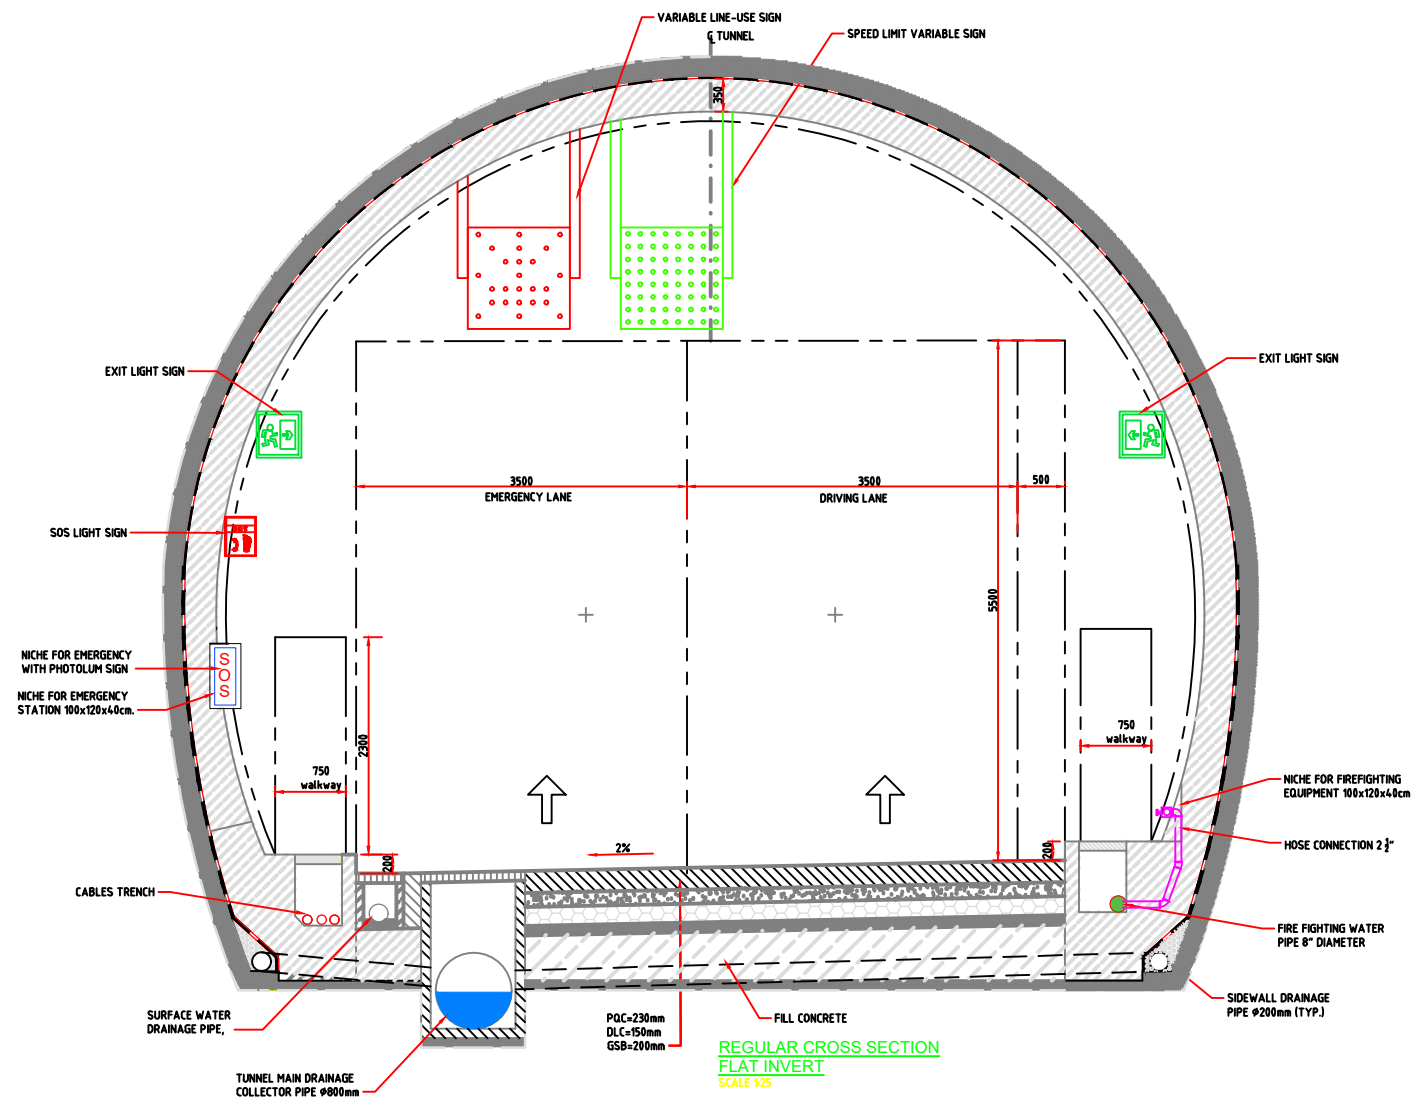 VARIABLE LINE-USE SIGN
℄ TUNNEL
SPEED LIMIT VARIABLE SIGN
350
EXIT LIGHT SIGN
EXIT LIGHT SIGN
3500
EMERGENCY LANE
3500
DRIVING LANE
500
SOS LIGHT SIGN
5500
NICHE FOR EMERGENCY
WITH PHOTOLUM SIGN
S
O
S
NICHE FOR EMERGENCY
STATION 100x120x40cm.
2300
750
walkway
750
walkway
NICHE FOR FIREFIGHTING
EQUIPMENT 100x120x40cm
HOSE CONNECTION 2 ½"
2%
200
200
CABLES TRENCH
FIRE FIGHTING WATER
PIPE 8" DIAMETER
SURFACE WATER
DRAINAGE PIPE,
PQC=230mm
DLC=150mm
GSB=200mm
FILL CONCRETE
SIDEWALL DRAINAGE
PIPE Ø200mm (TYP.)
REGULAR CROSS SECTION
FLAT INVERT
SCALE 1:25
TUNNEL MAIN DRAINAGE
COLLECTOR PIPE Ø800mm